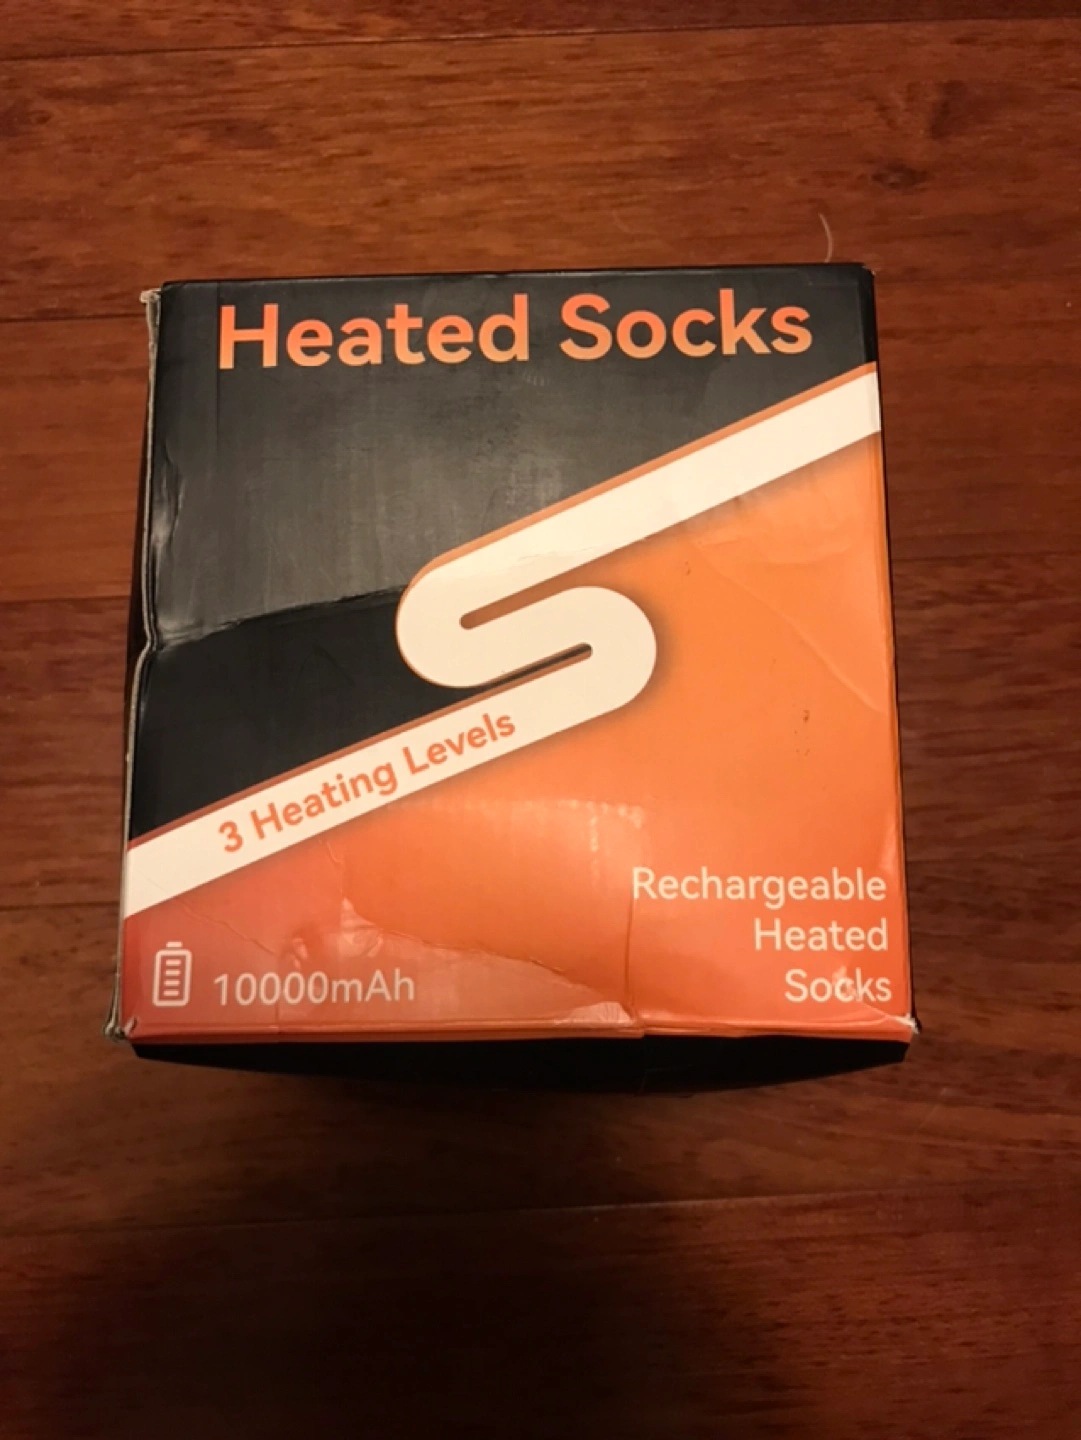 Heated Socks
3 Heating Levels
Rechargeable
Heated
Socks
10000mAh